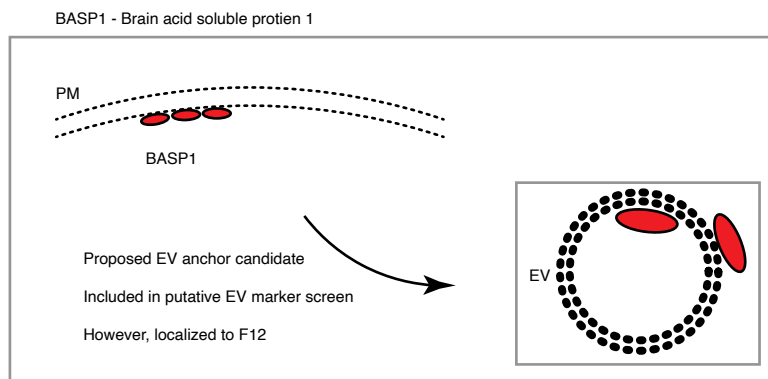 BASP1 - Brain acid soluble protien 1
PM
BASP1
Proposed EV anchor candidate
Included in putative EV marker screen
However, localized to F12
EV